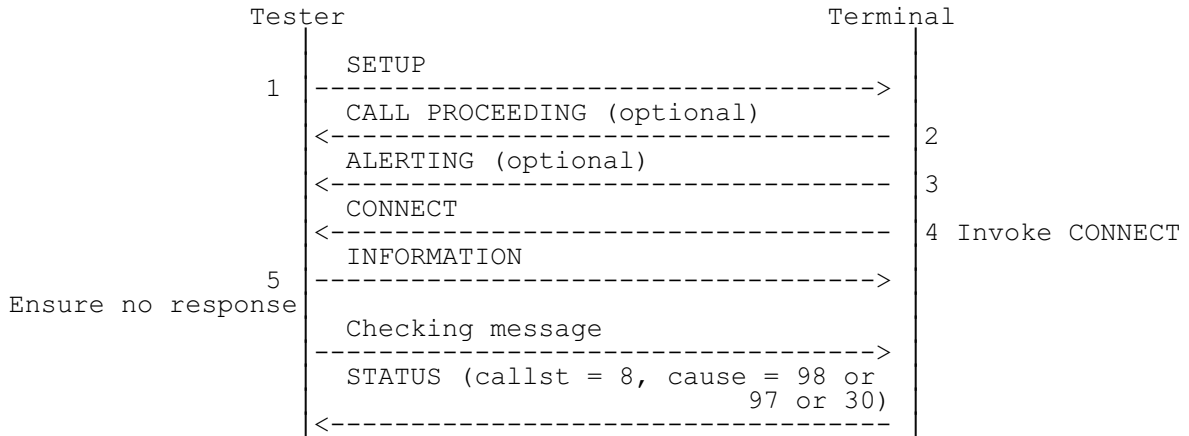 Tester Terminal
SETUP
1
CALL PROCEEDING (optional)
2
ALERTING (optional)
3
CONNECT
4 Invoke CONNECT
INFORMATION
5
Ensure no response
Checking message
STATUS (callst = 8, cause = 98 or
97 or 30)